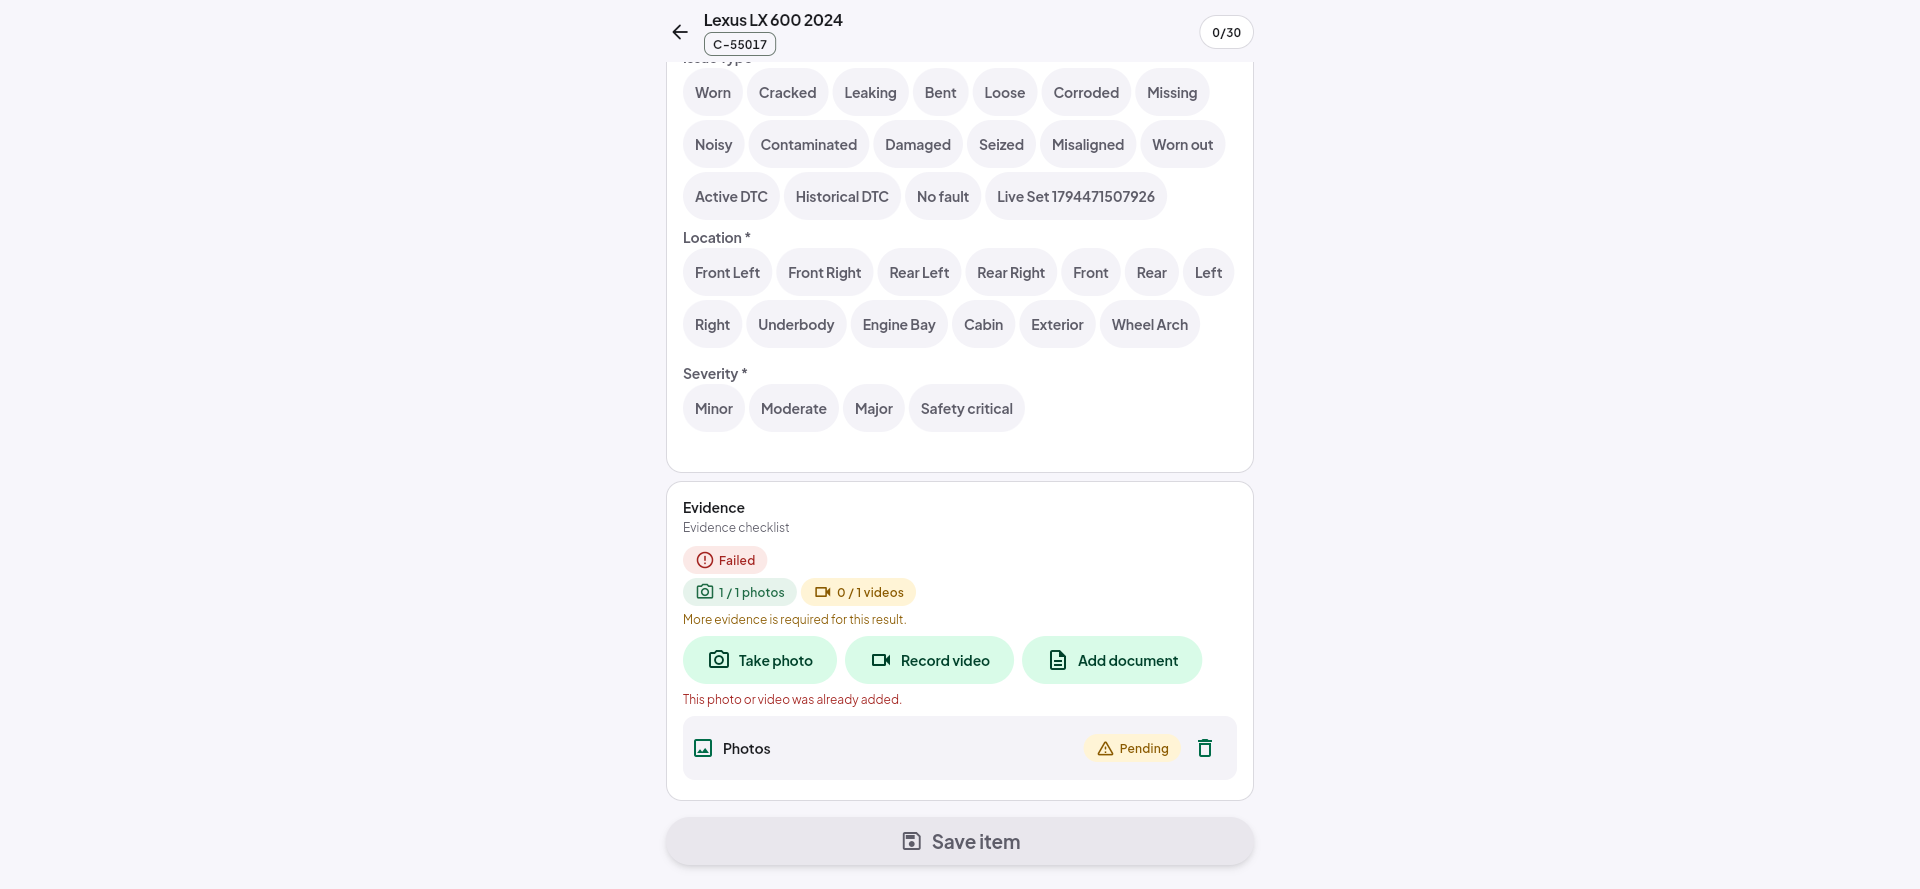 Lexus LX 600 2024
C-55017
0/30
Issue Type
Worn Cracked Leaking Bent Loose Corroded Missing
Noisy Contaminated Damaged Seized Misaligned Worn out
Active DTC Historical DTC No fault Live Set 1794471507926
Location *
Front Left Front Right Rear Left Rear Right Front Rear Left
Right Underbody Engine Bay Cabin Exterior Wheel Arch
Severity *
Minor Moderate Major Safety critical
Evidence
Evidence checklist
Failed
1 / 1 photos 0 / 1 videos
More evidence is required for this result.
Take photo Record video Add document
This photo or video was already added.
Photos Pending
Save item